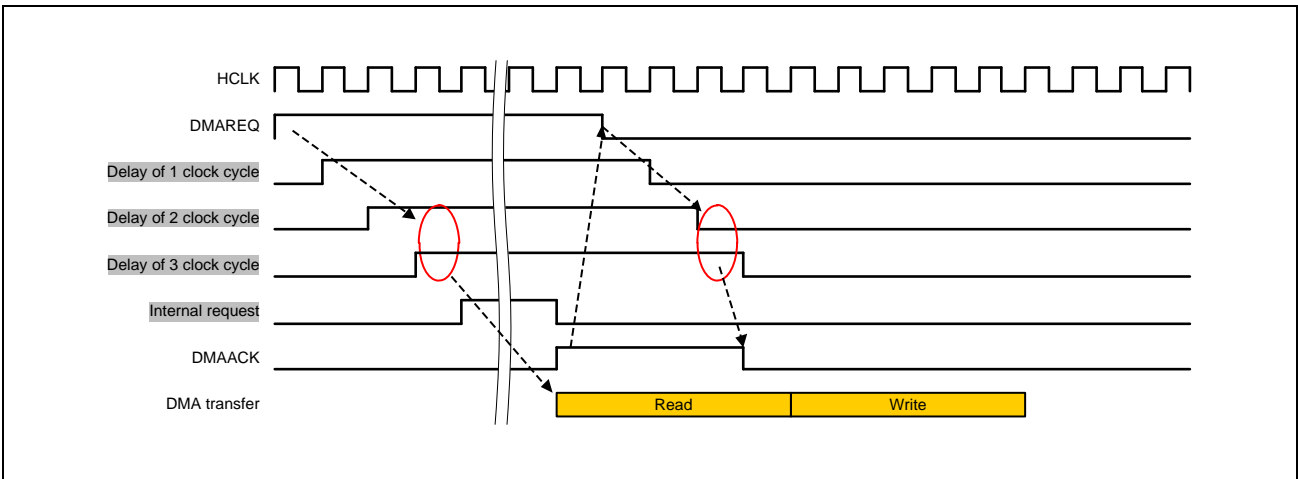 HCLK
DMAREQ
Delay of 1 clock cycle
Delay of 2 clock cycle
Delay of 3 clock cycle
Internal request
DMAACK
DMA transfer
Read
Write